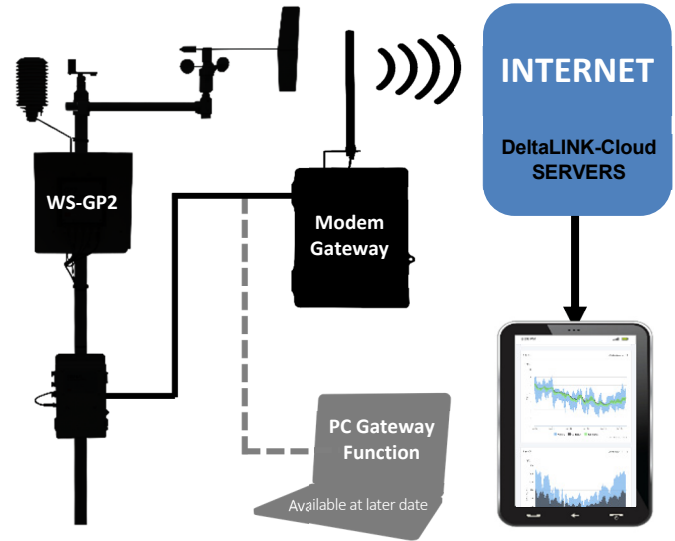 INTERNET
DeltaLINK-Cloud
SERVERS
WS-GP2
Modem
Gateway
PC Gateway
Function
Available at later date